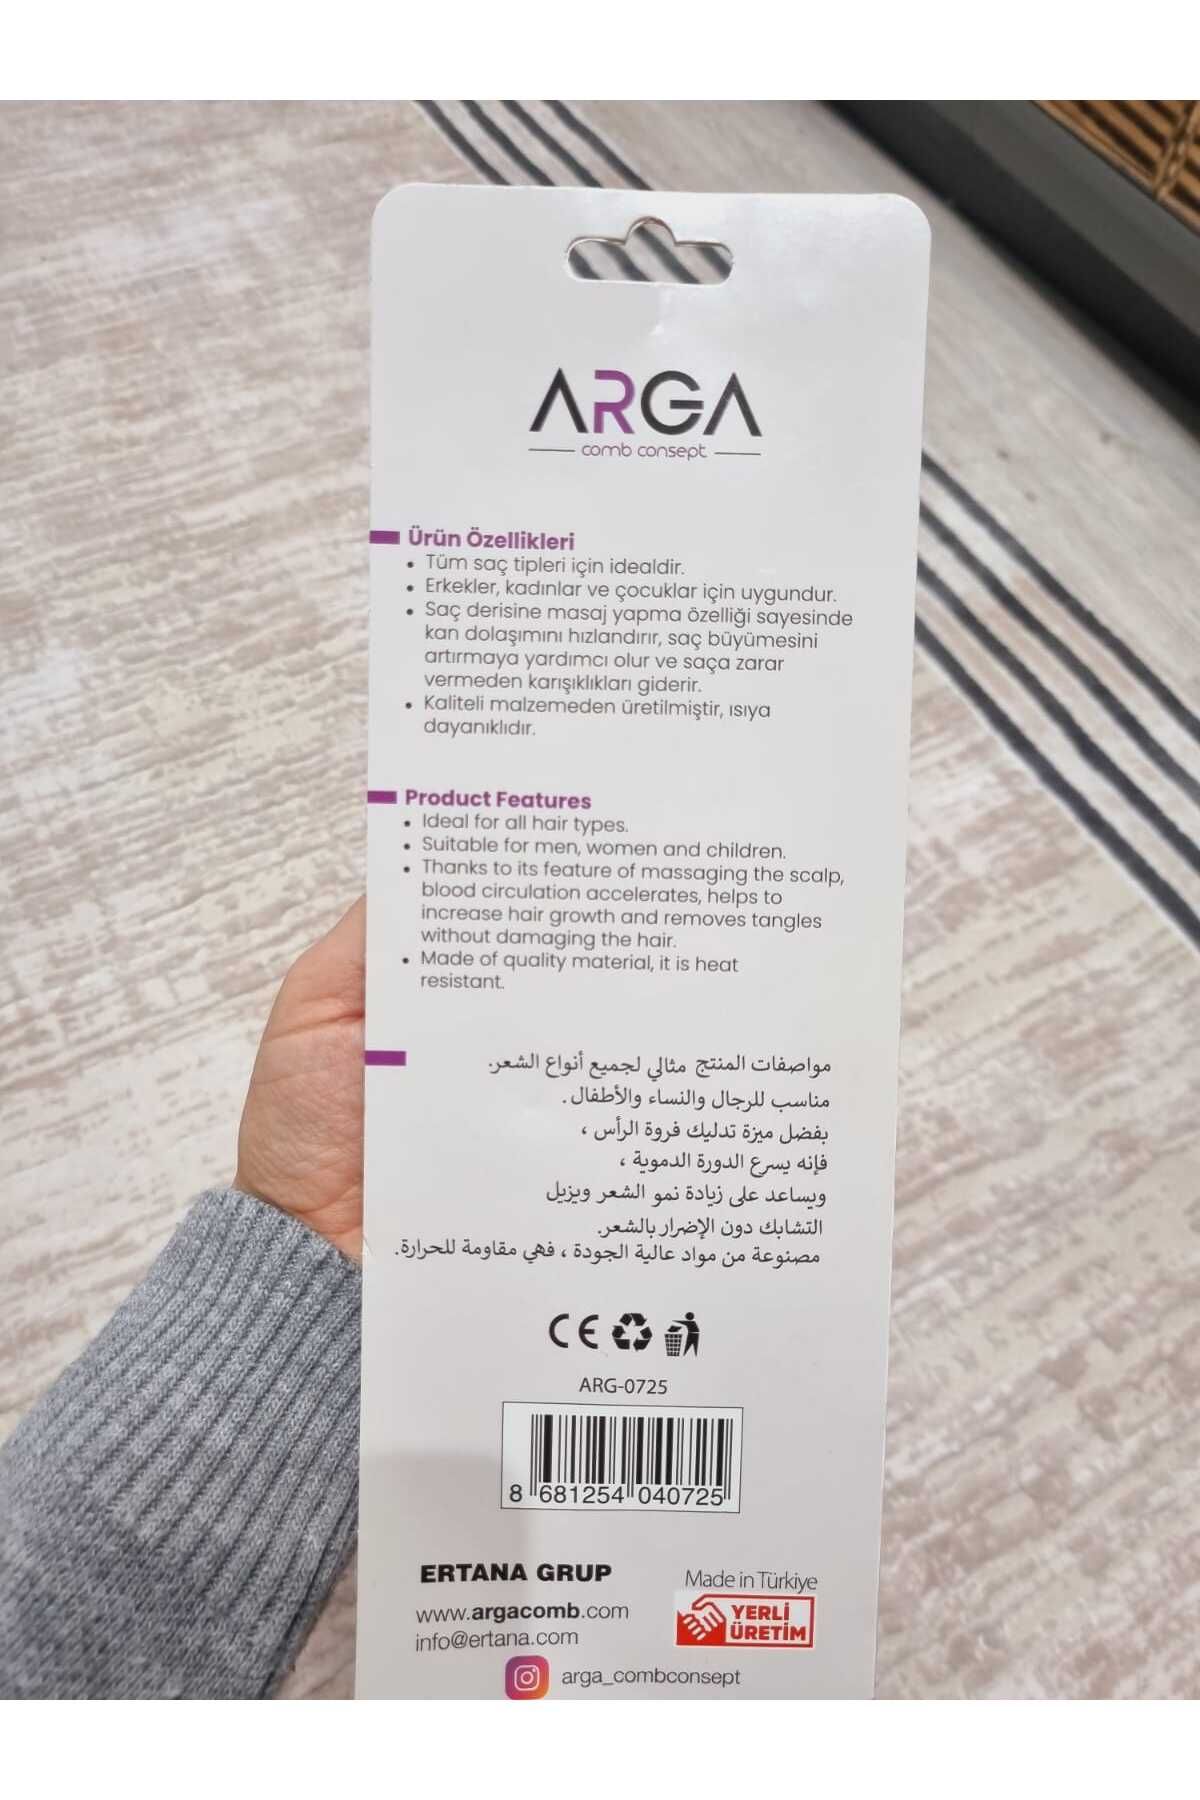 ARGA
comb consept
Ürün Özellikleri
• Tüm saç tipleri için idealdir.
• Erkekler, kadınlar ve çocuklar için uygundur.
• Saç derisine masaj yapma özelliği sayesinde
kan dolaşımını hızlandırır, saç büyümesini
artırmaya yardımcı olur ve saça zarar
vermeden karışıklıkları giderir.
• Kaliteli malzemeden üretilmiştir, ısıya
dayanıklıdır.
Product Features
• Ideal for all hair types.
• Suitable for men, women and children.
• Thanks to its feature of massaging the scalp,
blood circulation accelerates, helps to
increase hair growth and removes tangles
without damaging the hair.
• Made of quality material, it is heat
resistant.
مواصفات المنتج مثالي لجميع أنواع الشعر.
مناسب للرجال والنساء والأطفال .
بفضل ميزة تدليك فروة الرأس ،
فإنه يسرع الدورة الدموية ،
ويساعد على زيادة نمو الشعر ويزيل
التشابك دون الإضرار بالشعر.
مصنوعة من مواد عالية الجودة ، فهي مقاومة للحرارة.
CE
ARG-0725
8 681254 040725
ERTANA GRUP
www.argacomb.com
info@ertana.com
arga_combconsept
Made in Türkiye
YERLİ
ÜRETİM